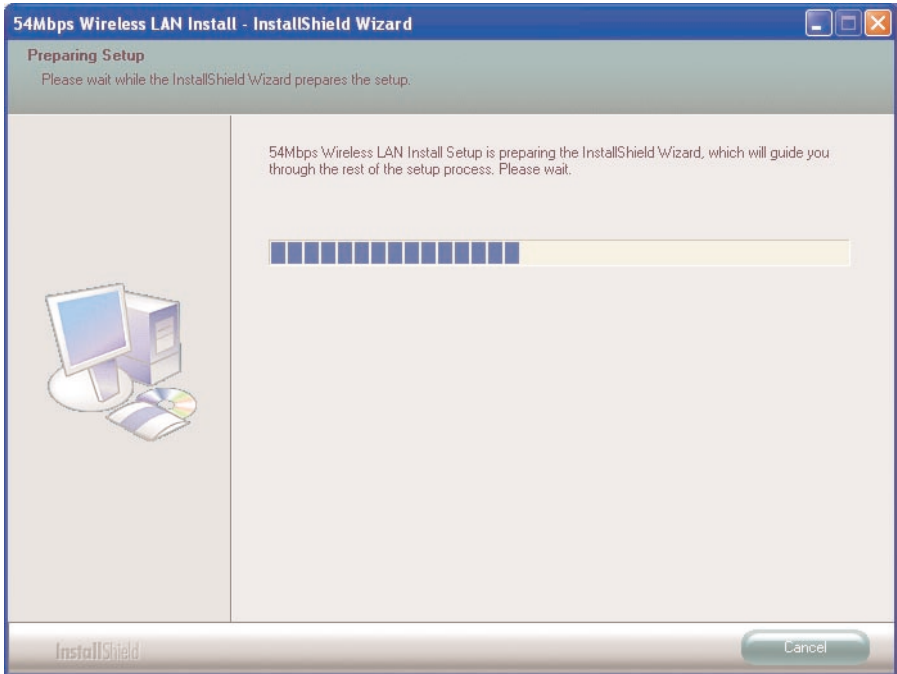 54Mbps Wireless LAN Install - InstallShield Wizard
Preparing Setup
Please wait while the InstallShield Wizard prepares the setup.
54Mbps Wireless LAN Install Setup is preparing the InstallShield Wizard, which will guide you
through the rest of the setup process. Please wait.
InstallShield
Cancel